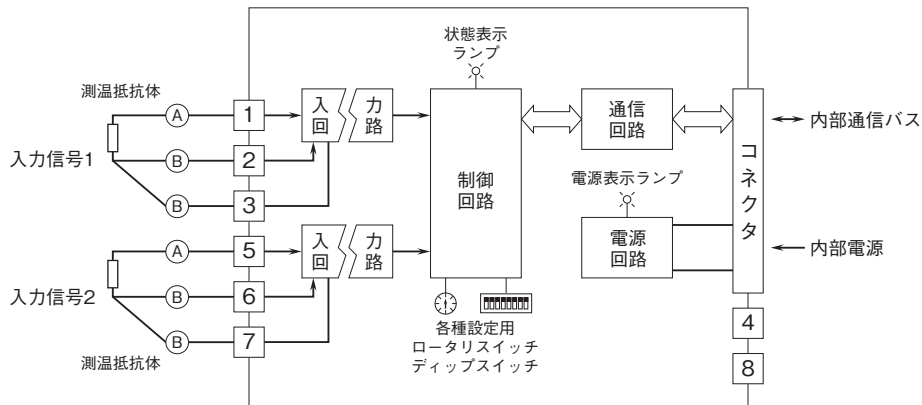 状態表示
ランプ
測温抵抗体
A
1
入 力
回 路
通信
回路
内部通信バス
入力信号1
B
2
B
3
制御
回路
コネクタ
電源表示ランプ
A
5
入 力
回 路
電源
回路
内部電源
入力信号2
B
6
B
7
測温抵抗体
各種設定用
ロータリスイッチ
ディップスイッチ
4
8